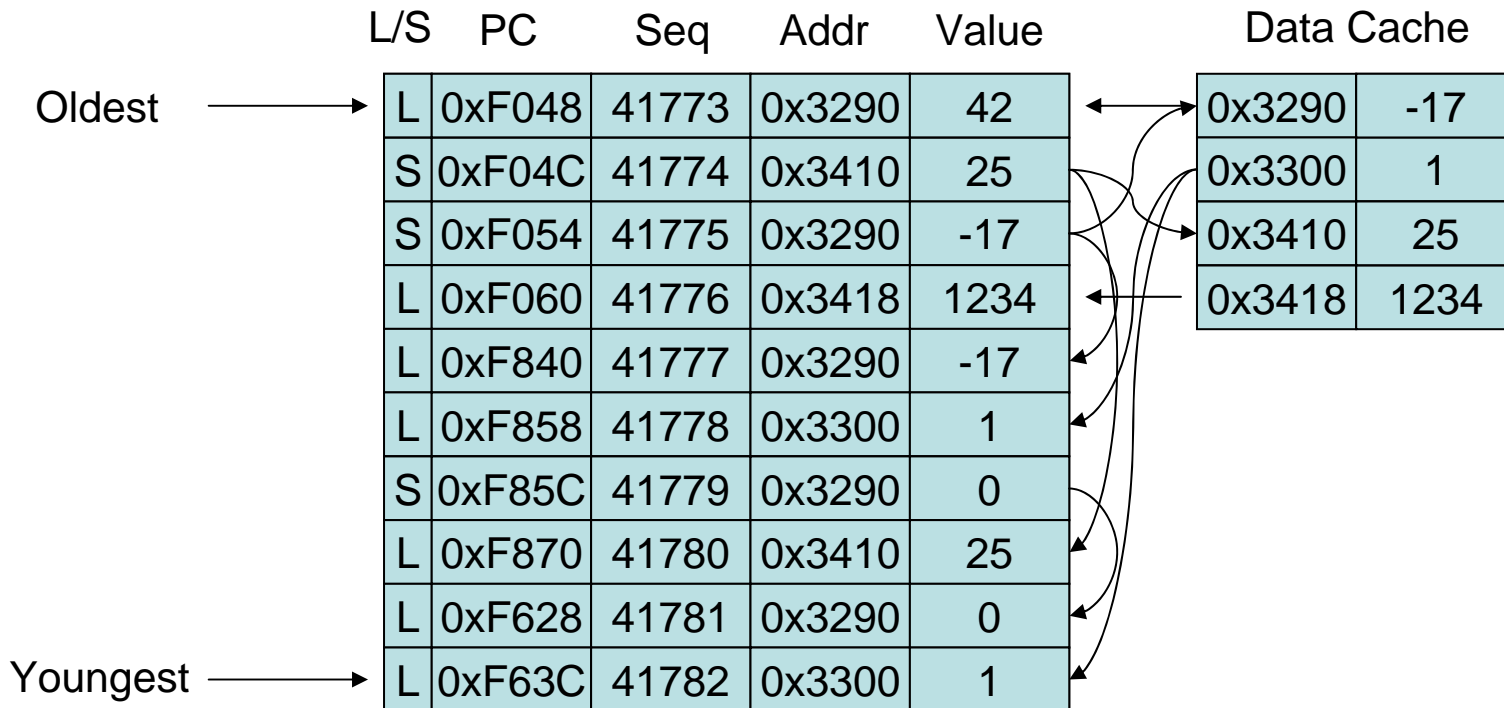 L/S PC Seq Addr Value Data Cache
Oldest L 0xF048 41773 0x3290 42 0x3290 -17
S 0xF04C 41774 0x3410 25 0x3300 1
S 0xF054 41775 0x3290 -17 0x3410 25
L 0xF060 41776 0x3418 1234 0x3418 1234
L 0xF840 41777 0x3290 -17
L 0xF858 41778 0x3300 1
S 0xF85C 41779 0x3290 0
L 0xF870 41780 0x3410 25
L 0xF628 41781 0x3290 0
Youngest L 0xF63C 41782 0x3300 1